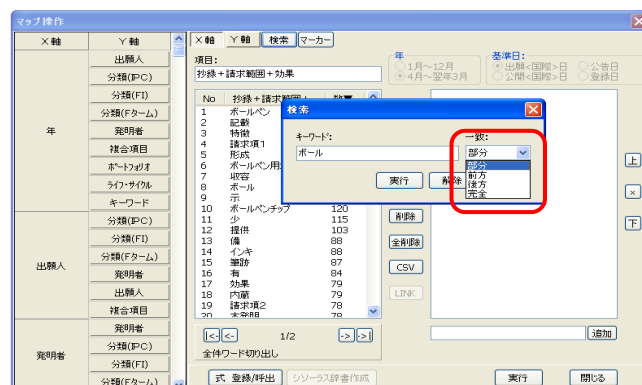 マップ操作
X 軸 Y 軸
年
出願人
分類(IPC)
分類(FI)
分類(Fターム)
発明者
複合項目
ポートフォリオ
ライフ・サイクル
キーワード
出願人
分類(IPC)
分類(FI)
分類(Fターム)
発明者
出願人
複合項目
発明者
発明者
分類(IPC)
分類(FI)
分類(Fターム)
X 軸 Y 軸 検索 マーカー
項目:
抄録+請求範囲+効果
年
1月~12月
4月~翌年3月
基準日:
出願<国際>日 公告日
公開<国際>日 登録日
No 抄録+請求範囲+ 数▼
1 ボールペン
2 記載
3 特徴
4 請求項1
5 形成
6 ボールペン用
7 収容
8 ボール
9 示
10 ボールペンチップ 120
11 少 115
12 提供 103
13 備 88
14 インキ 88
15 筆跡 87
16 有 84
17 効果 79
18 内蔵 79
19 請求項2 78
20 本発明 78
検索
キーワード:
ボール
一致:
部分
部分
前方
後方
完全
実行 解除
削除
全削除
CSV
LINK
上
×
下
|<- <- 1/2 -> ->|
全件ワード切り出し
追加
式 登録/呼出 シソーラス辞書作成 実行 閉じる